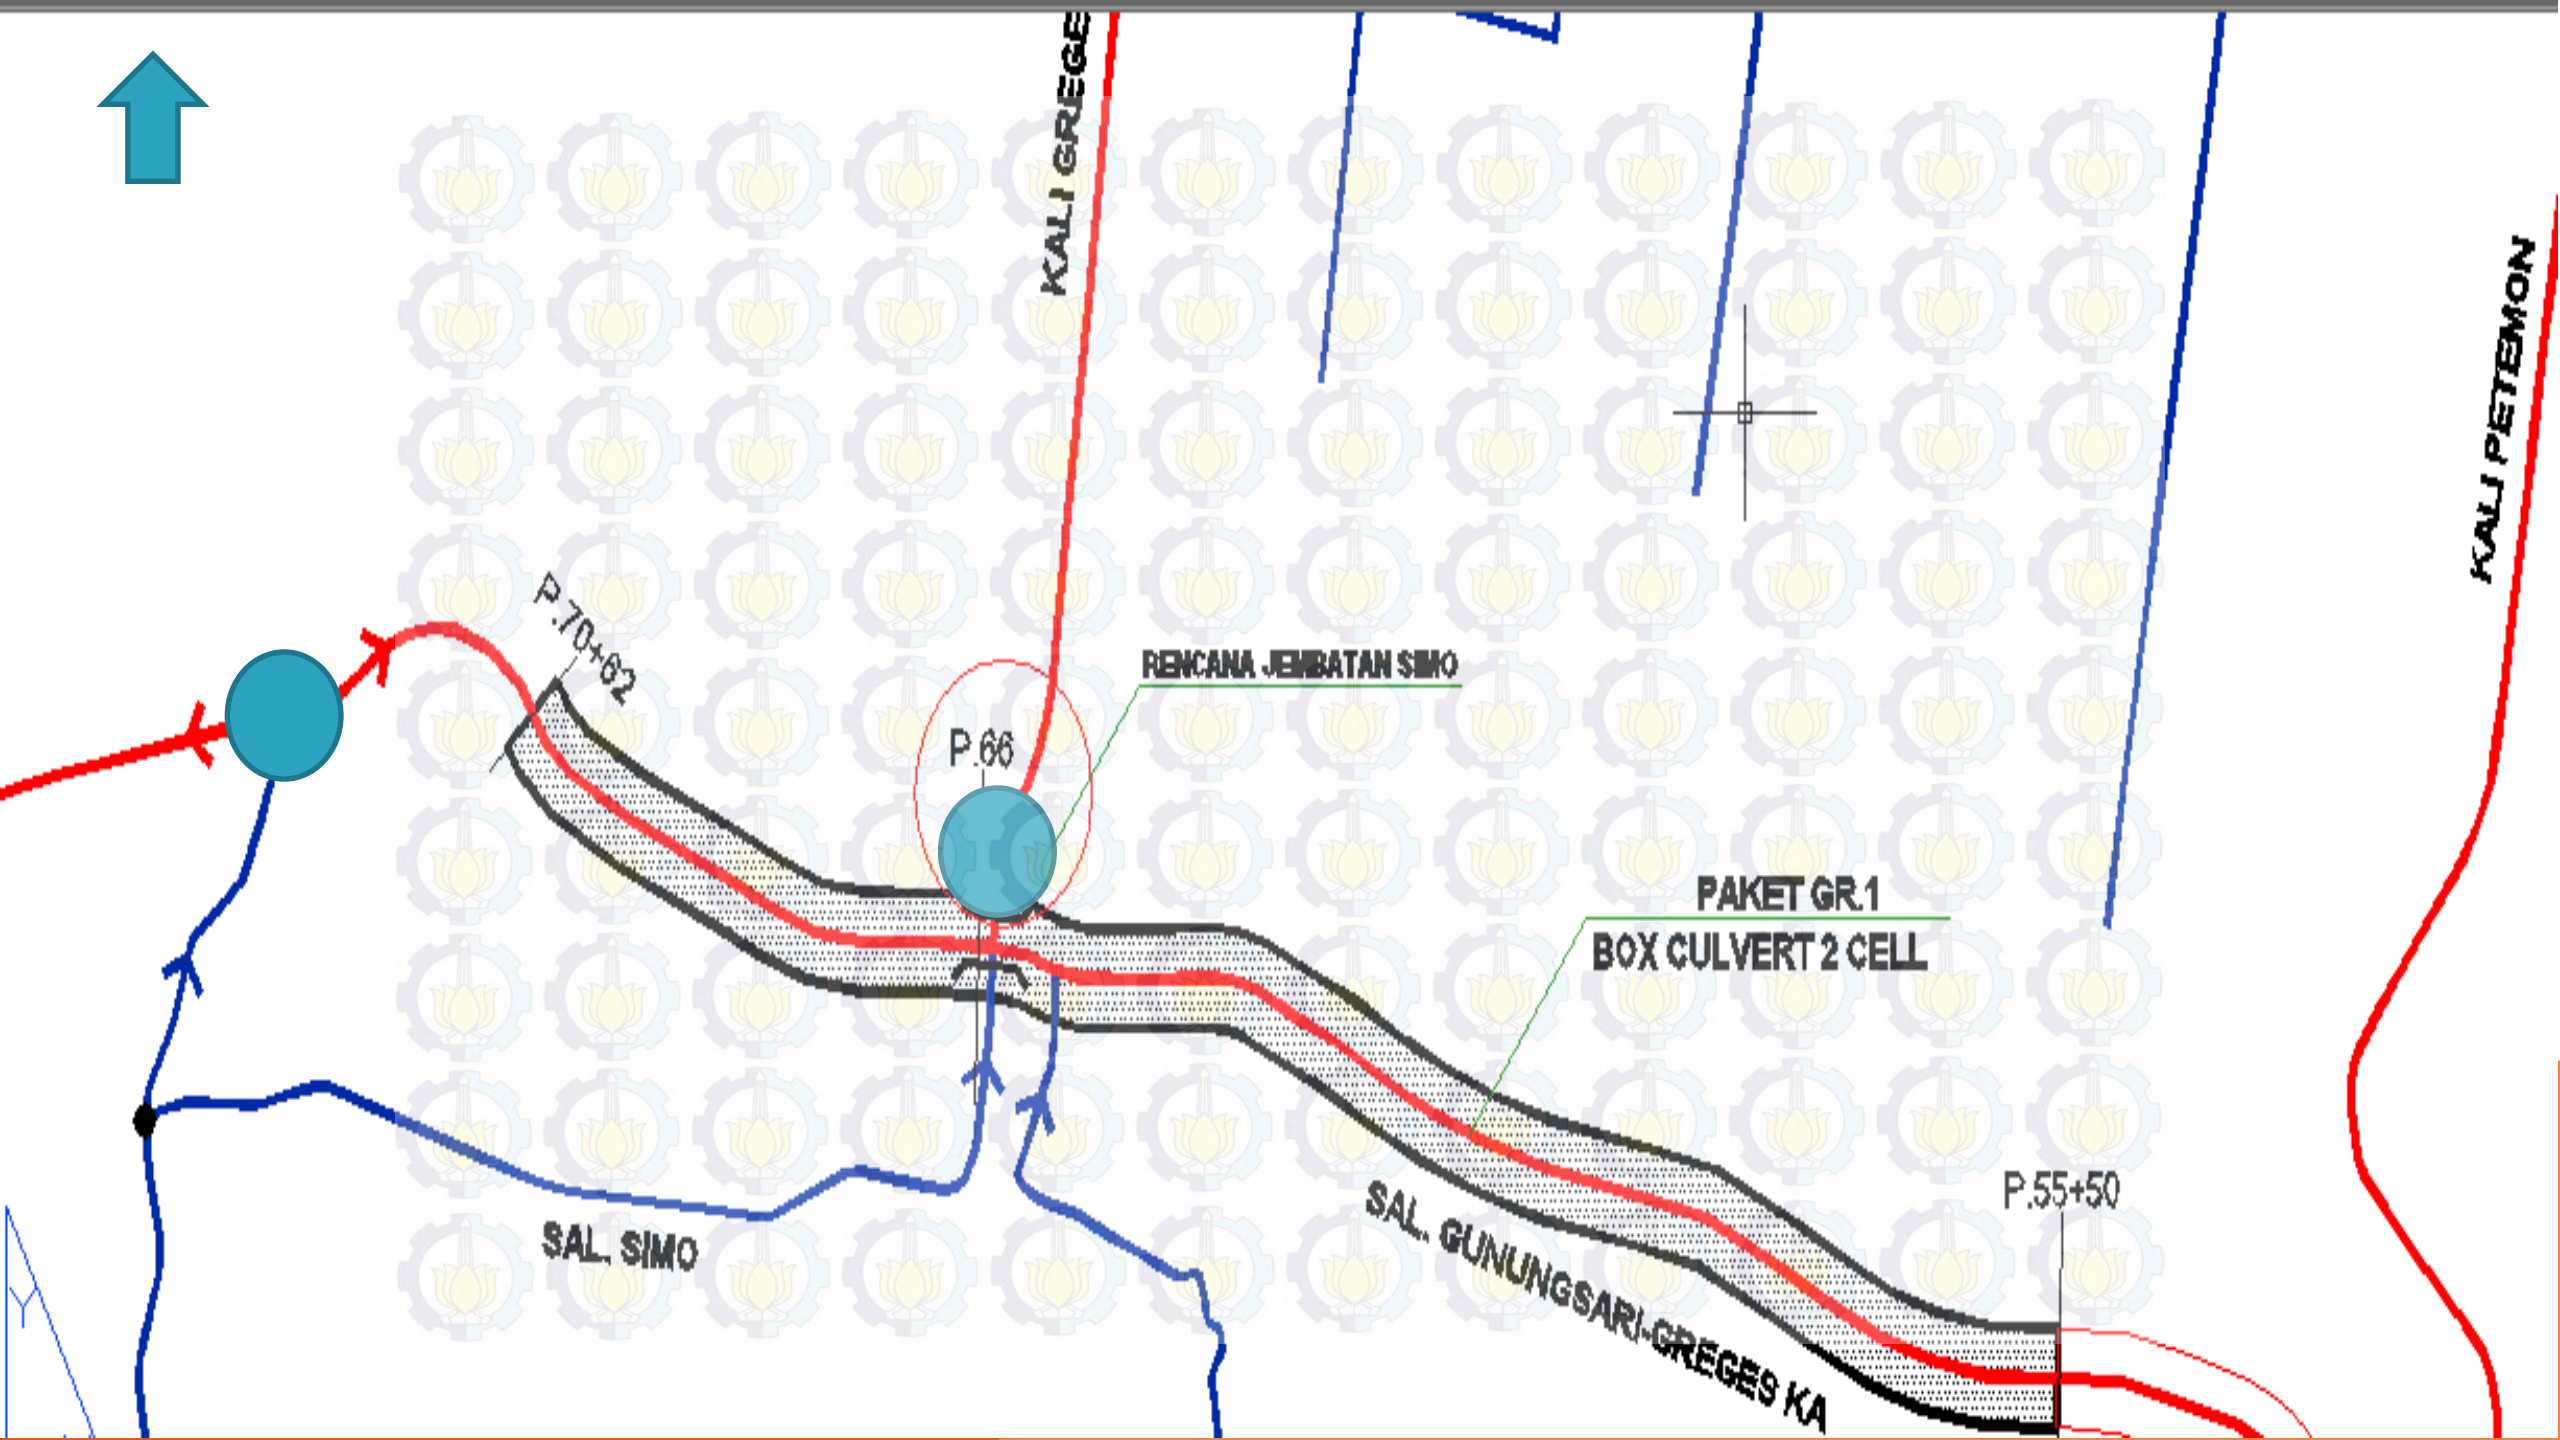 KALI GREGE
KALI PETEMON
P.70+62
RENCANA JEMBATAN SIMO
P.66
PAKET GR.1
BOX CULVERT 2 CELL
P.55+50
SAL. SIMO
SAL. GUNUNGSARI-GREGES KA